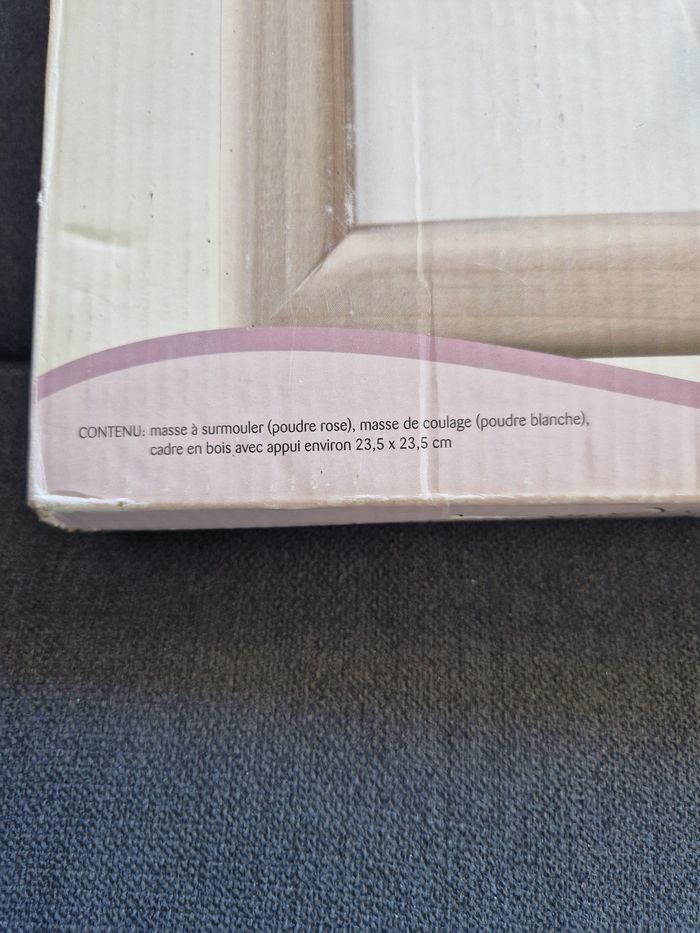 CONTENU: masse à surmouler (poudre rose), masse de coulage (poudre blanche),
cadre en bois avec appui environ 23,5 x 23,5 cm